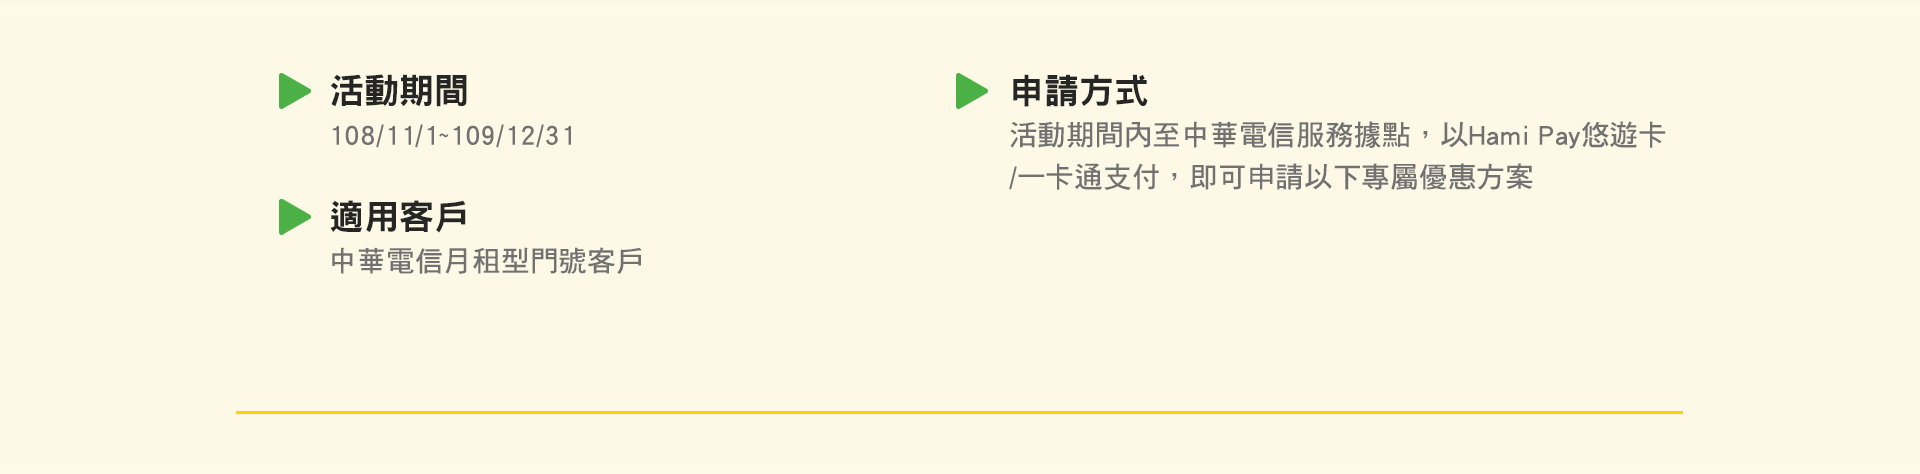 活動期間
108/11/1~109/12/31
適用客戶
中華電信月租型門號客戶
申請方式
活動期間內至中華電信服務據點，以Hami Pay悠遊卡
/一卡通支付，即可申請以下專屬優惠方案